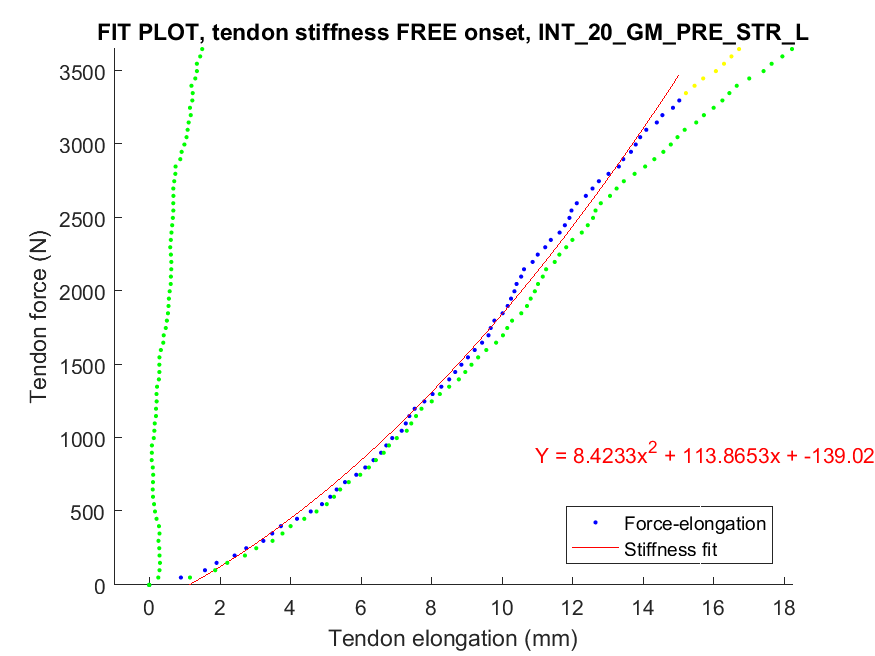 FIT PLOT, tendon stiffness FREE onset, INT_20_GM_PRE_STR_L
3500
3000
2500
2000
1500
1000
500
0
Tendon force (N)
Y = 8.4233x² + 113.8653x + -139.02
Force-elongation
Stiffness fit
0 2 4 6 8 10 12 14 16 18
Tendon elongation (mm)